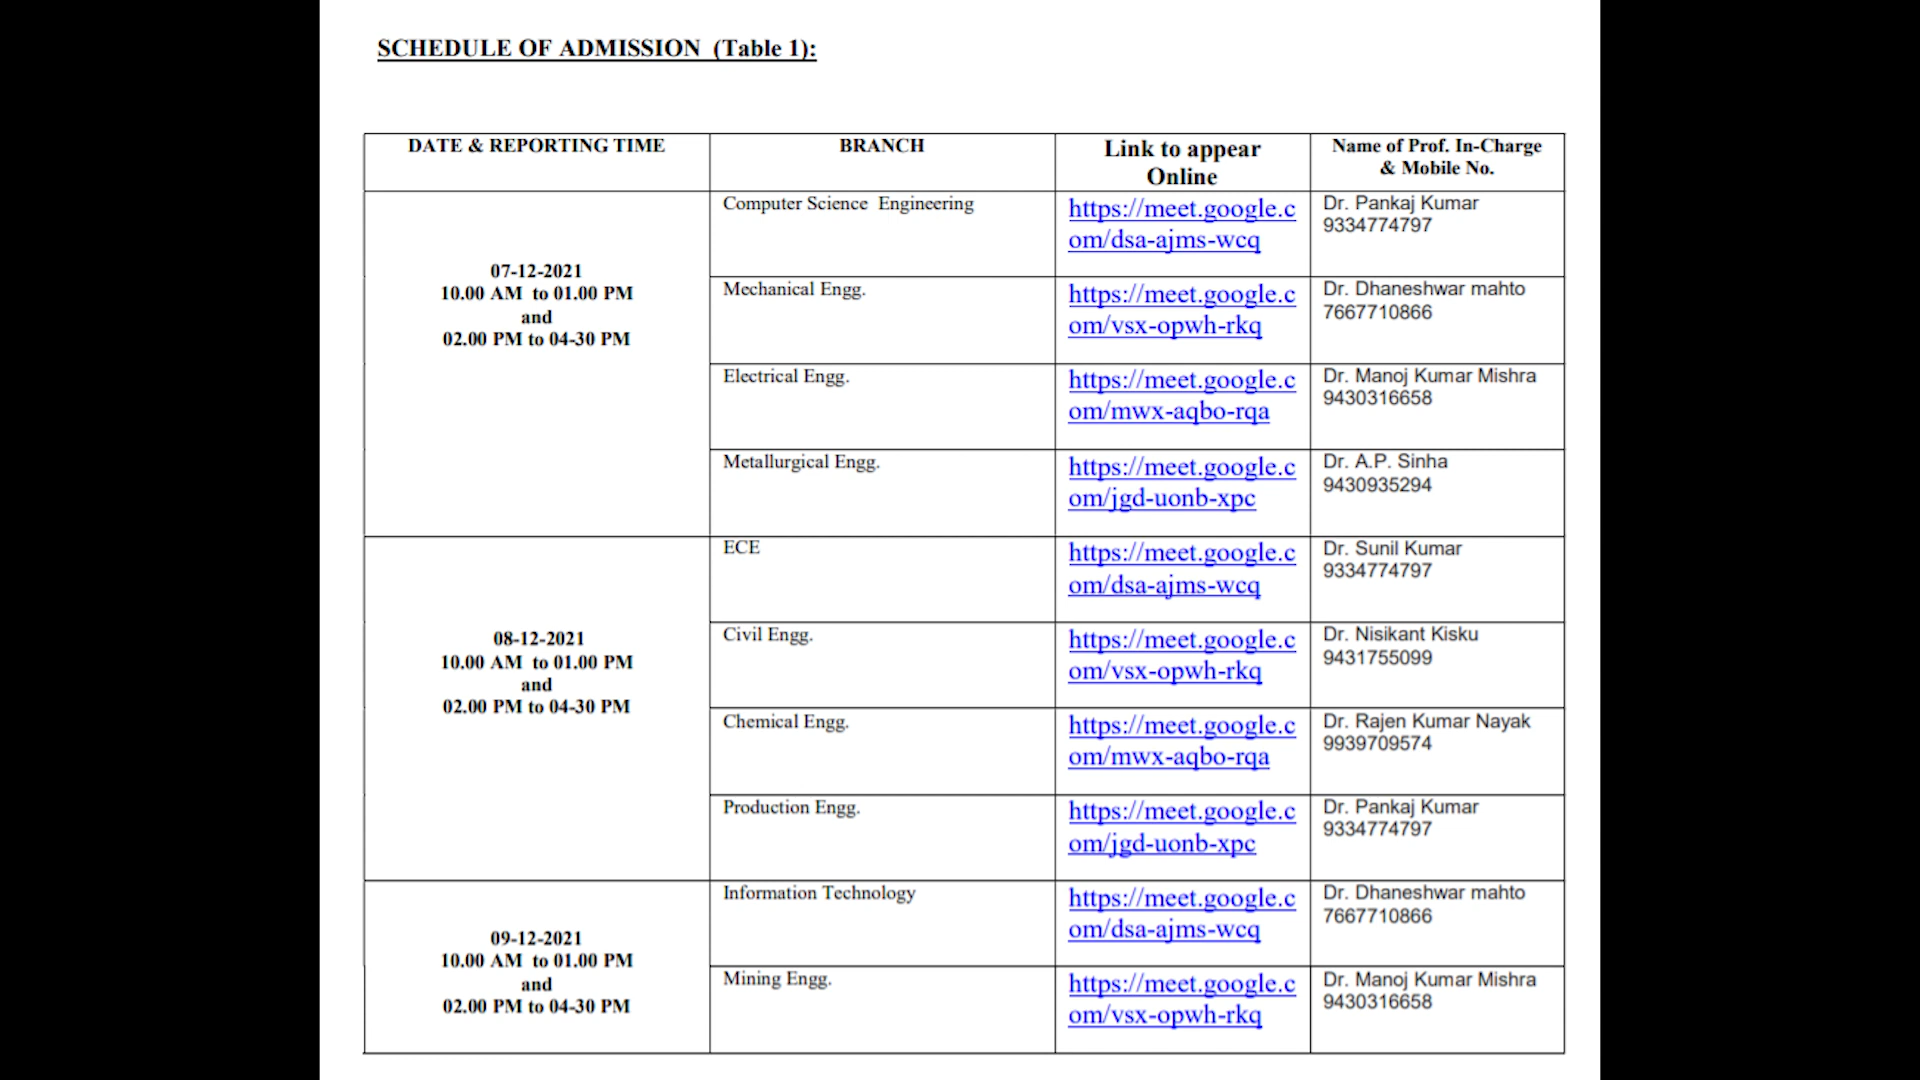 SCHEDULE OF ADMISSION (Table 1):
DATE & REPORTING TIME
BRANCH
Link to appear
Online
Name of Prof. In-Charge
& Mobile No.
07-12-2021
10.00 AM to 01.00 PM
and
02.00 PM to 04-30 PM
Computer Science Engineering
https://meet.google.c
om/dsa-ajms-wcq
Dr. Pankaj Kumar
9334774797
Mechanical Engg.
https://meet.google.c
om/vsx-opwh-rkq
Dr. Dhaneshwar mahto
7667710866
Electrical Engg.
https://meet.google.c
om/mwx-aqbo-rqa
Dr. Manoj Kumar Mishra
9430316658
Metallurgical Engg.
https://meet.google.c
om/jgd-uonb-xpc
Dr. A.P. Sinha
9430935294
08-12-2021
10.00 AM to 01.00 PM
and
02.00 PM to 04-30 PM
ECE
https://meet.google.c
om/dsa-ajms-wcq
Dr. Sunil Kumar
9334774797
Civil Engg.
https://meet.google.c
om/vsx-opwh-rkq
Dr. Nisikant Kisku
9431755099
Chemical Engg.
https://meet.google.c
om/mwx-aqbo-rqa
Dr. Rajen Kumar Nayak
9939709574
Production Engg.
https://meet.google.c
om/jgd-uonb-xpc
Dr. Pankaj Kumar
9334774797
09-12-2021
10.00 AM to 01.00 PM
and
02.00 PM to 04-30 PM
Information Technology
https://meet.google.c
om/dsa-ajms-wcq
Dr. Dhaneshwar mahto
7667710866
Mining Engg.
https://meet.google.c
om/vsx-opwh-rkq
Dr. Manoj Kumar Mishra
9430316658